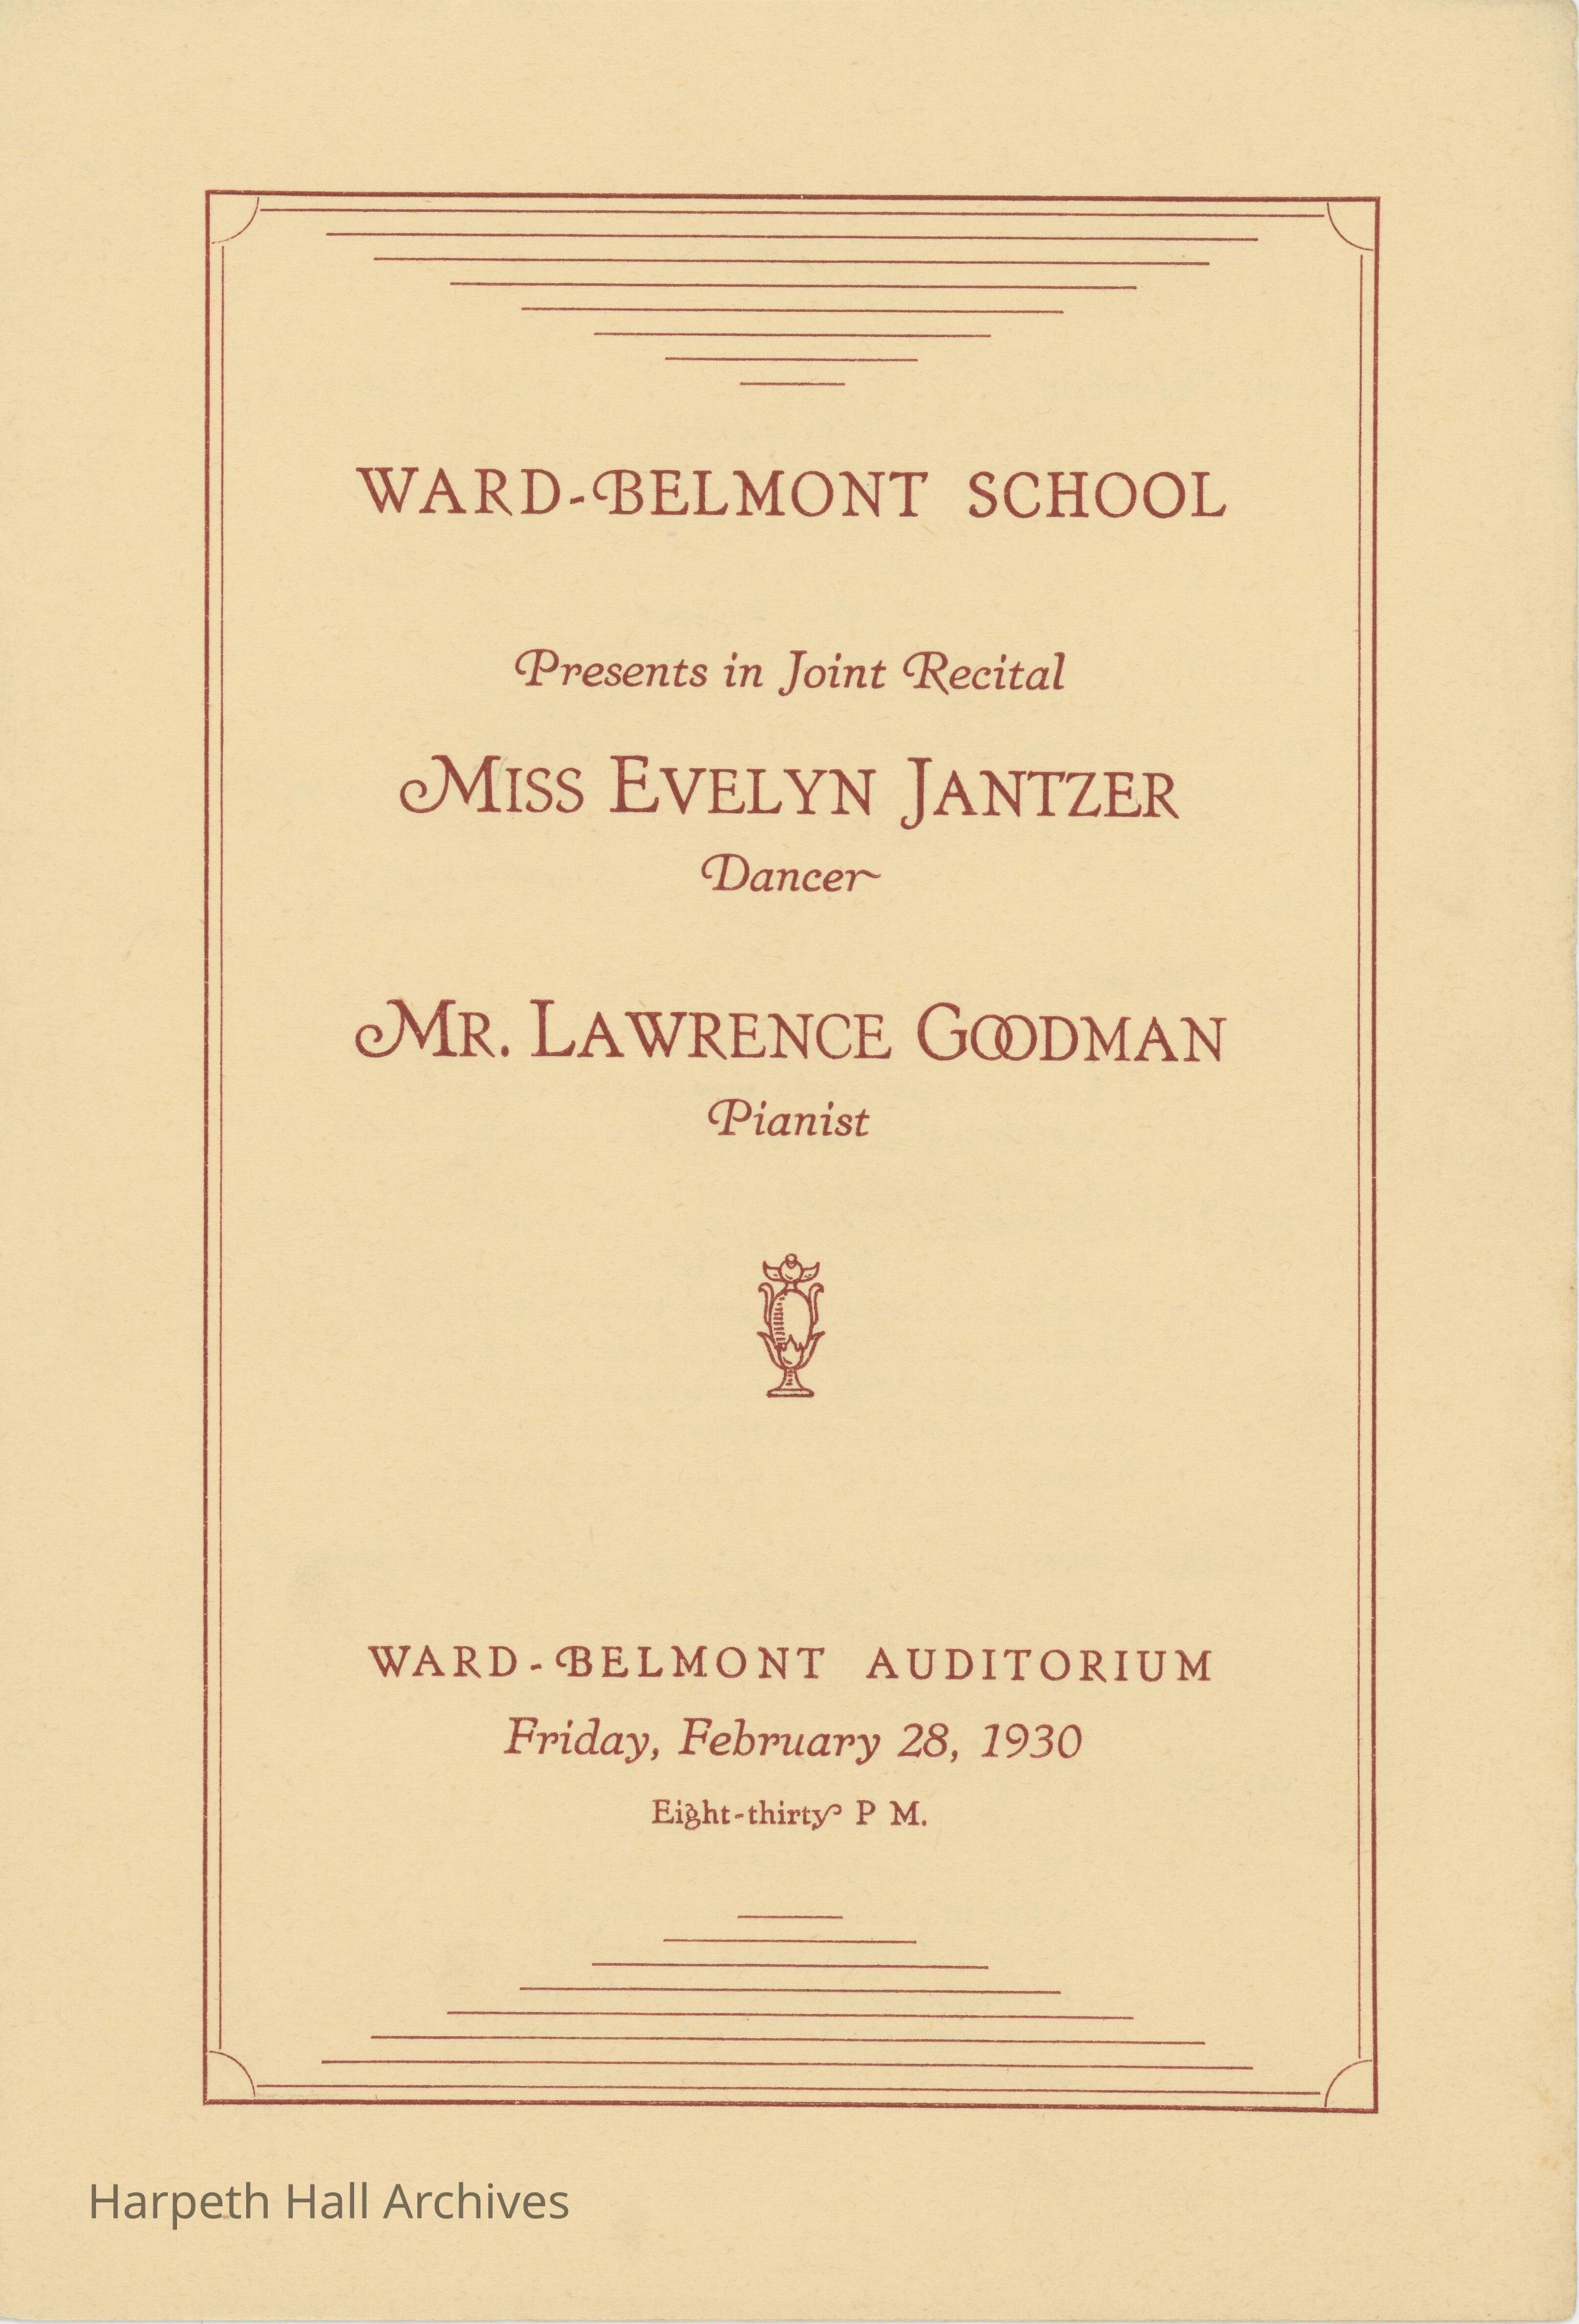 WARD-BELMONT SCHOOL
Presents in Joint Recital
MISS EVELYN JANTZER
Dancer
MR. LAWRENCE GOODMAN
Pianist
WARD-BELMONT AUDITORIUM
Friday, February 28, 1930
Eight-thirty P M.
Harpeth Hall Archives